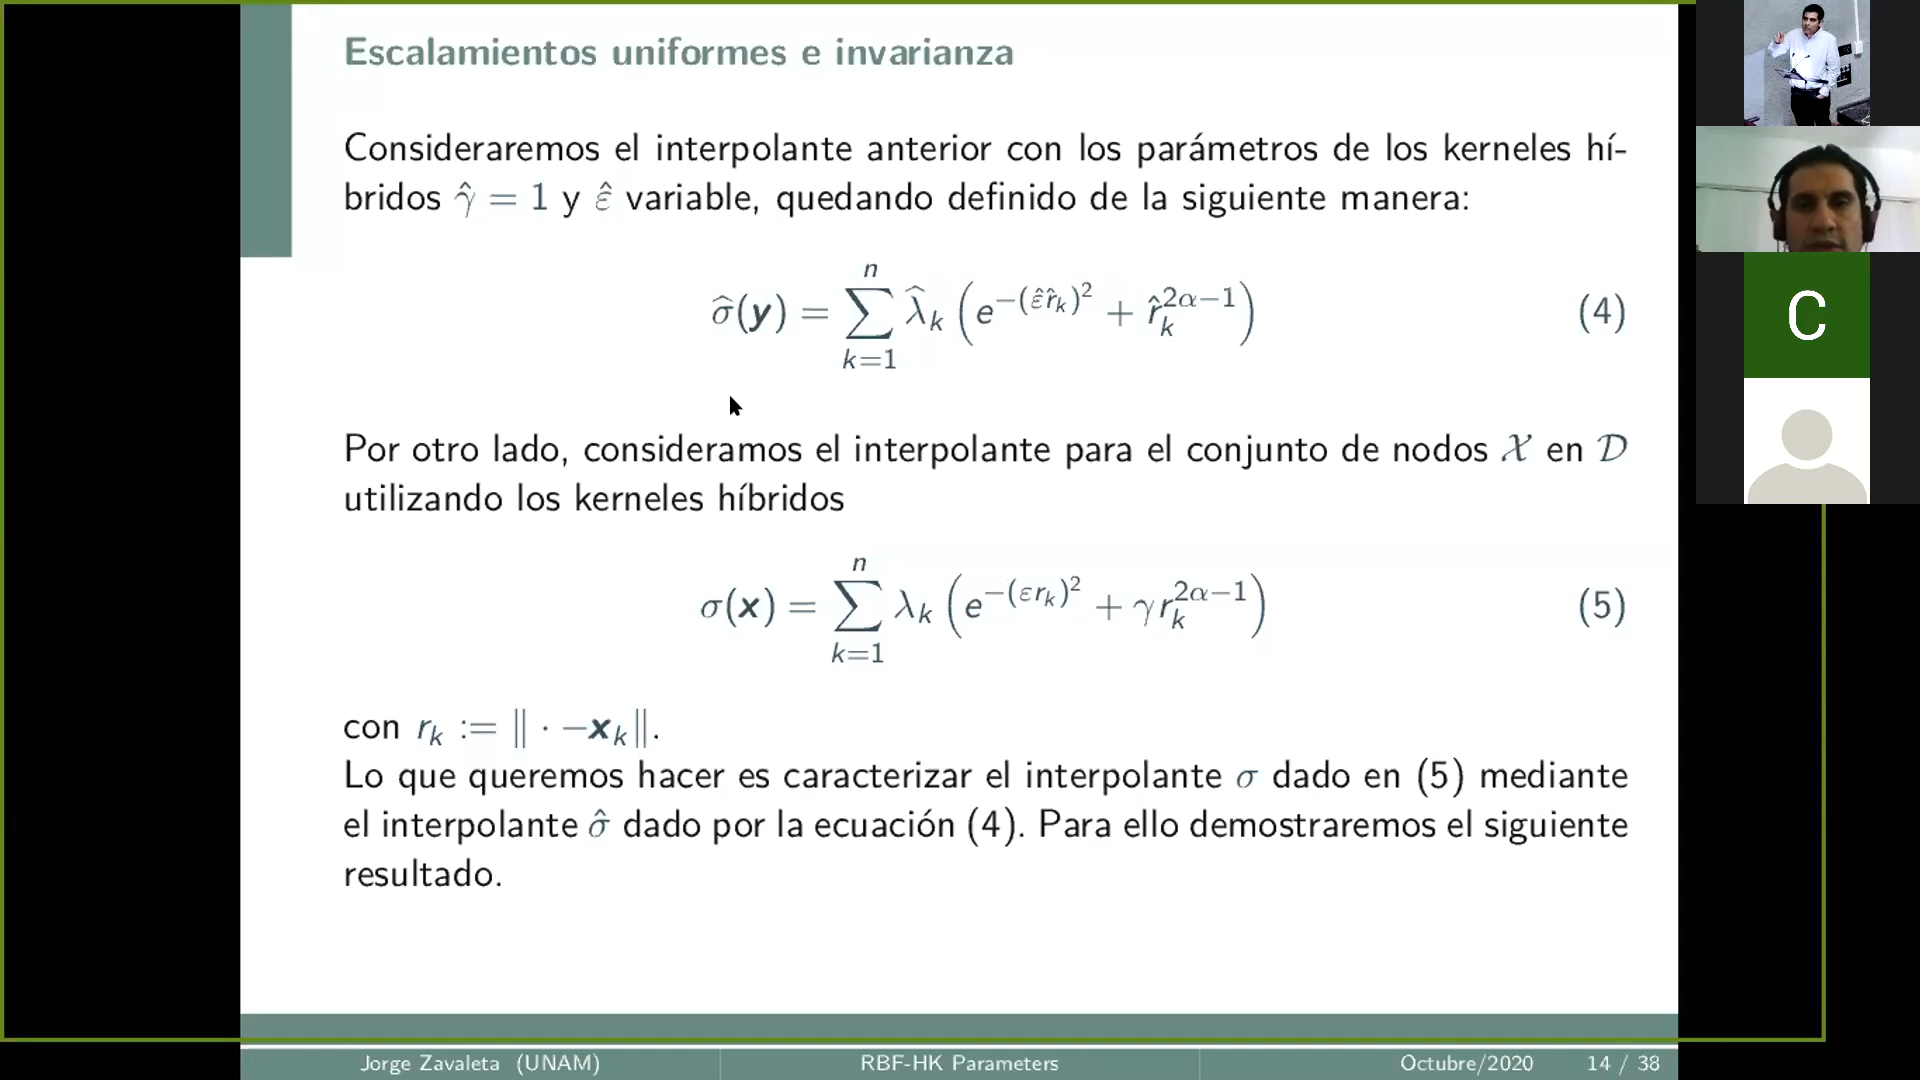 Escalamientos uniformes e invarianza
Consideraremos el interpolante anterior con los parámetros de los kerneles hí-
bridos γ̂ = 1 y ε̂ variable, quedando definido de la siguiente manera:
σ̂(y) = ∑_{k=1}^{n} λ̂_k (e^{−(ε̂r̂_k)^2} + r̂_k^{2α−1}) (4)
Por otro lado, consideramos el interpolante para el conjunto de nodos 𝒳 en 𝒟
utilizando los kerneles híbridos
σ(x) = ∑_{k=1}^{n} λ_k (e^{−(εr_k)^2} + γr_k^{2α−1}) (5)
con r_k := ‖ · −x_k‖.
Lo que queremos hacer es caracterizar el interpolante σ dado en (5) mediante
el interpolante σ̂ dado por la ecuación (4). Para ello demostraremos el siguiente
resultado.
Jorge Zavaleta (UNAM) RBF-HK Parameters Octubre/2020 14 / 38
C